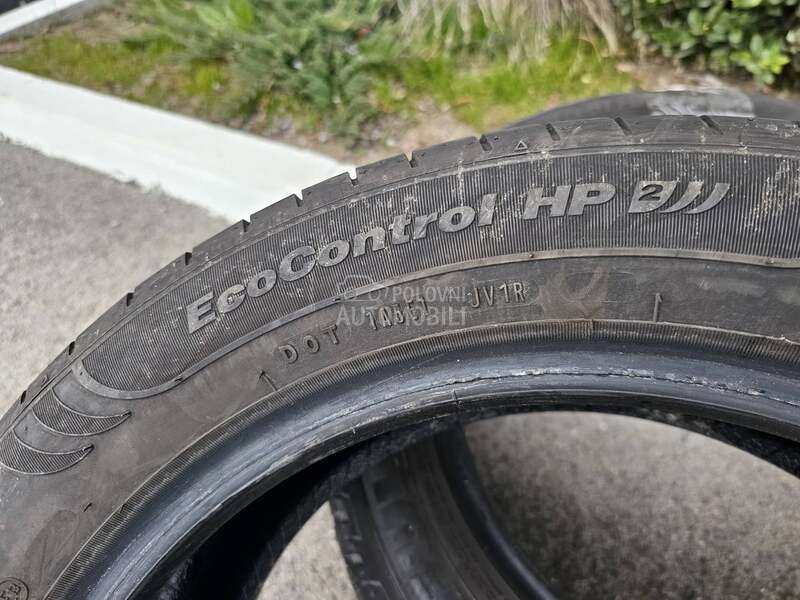 EcoControl HP 2
POLOVNI
AUTOMOBILI
DOT JV1R